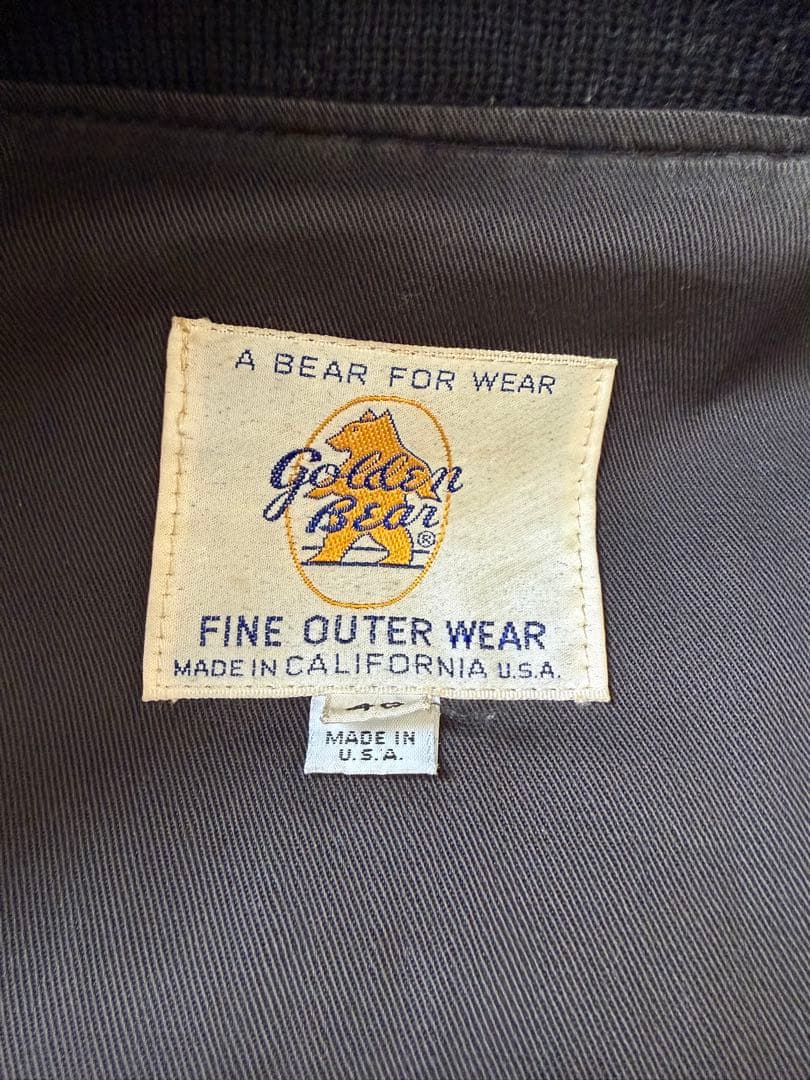 A BEAR FOR WEAR
Golden
Bear
®
FINE OUTER WEAR
MADE IN CALIFORNIA U.S.A.
40
MADE IN
U.S.A.